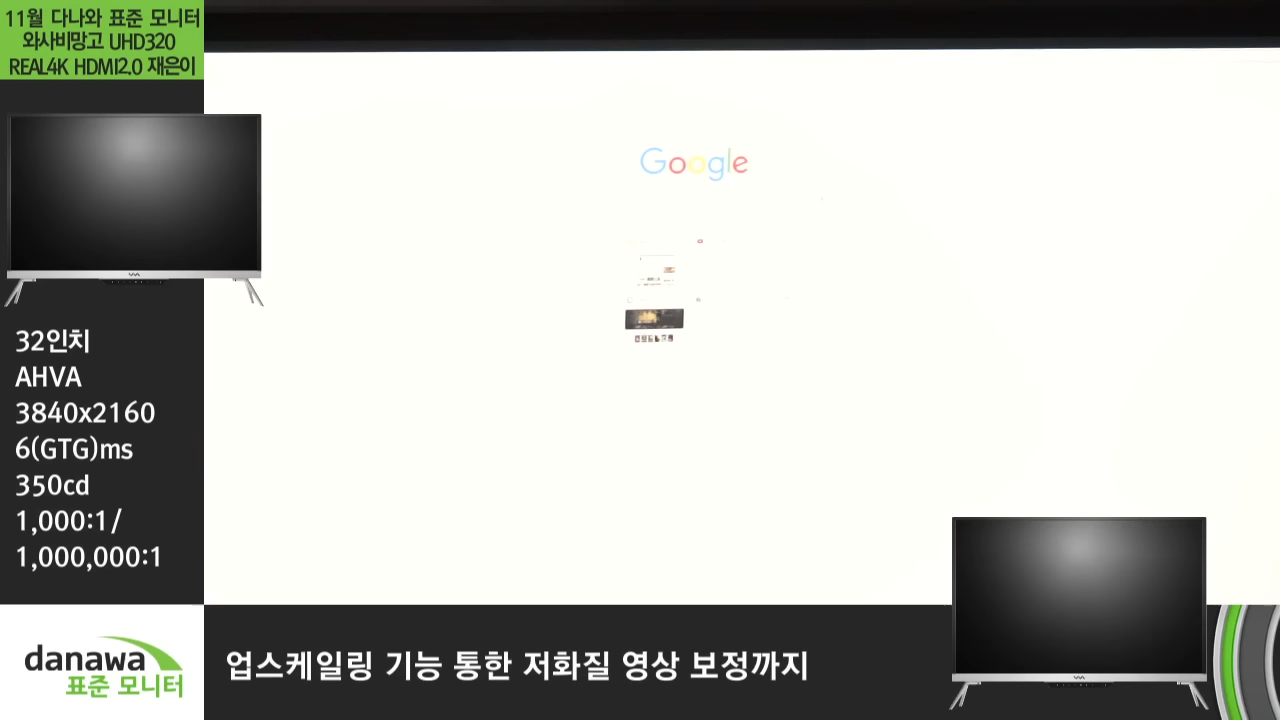 11월 다나와 표준 모니터
와사비망고 UHD320
REAL4K HDMI2.0 재은이
Google
32인치
AHVA
3840x2160
6(GTG)ms
350cd
1,000:1/
1,000,000:1
danawa
표준 모니터
업스케일링 기능 통한 저화질 영상 보정까지